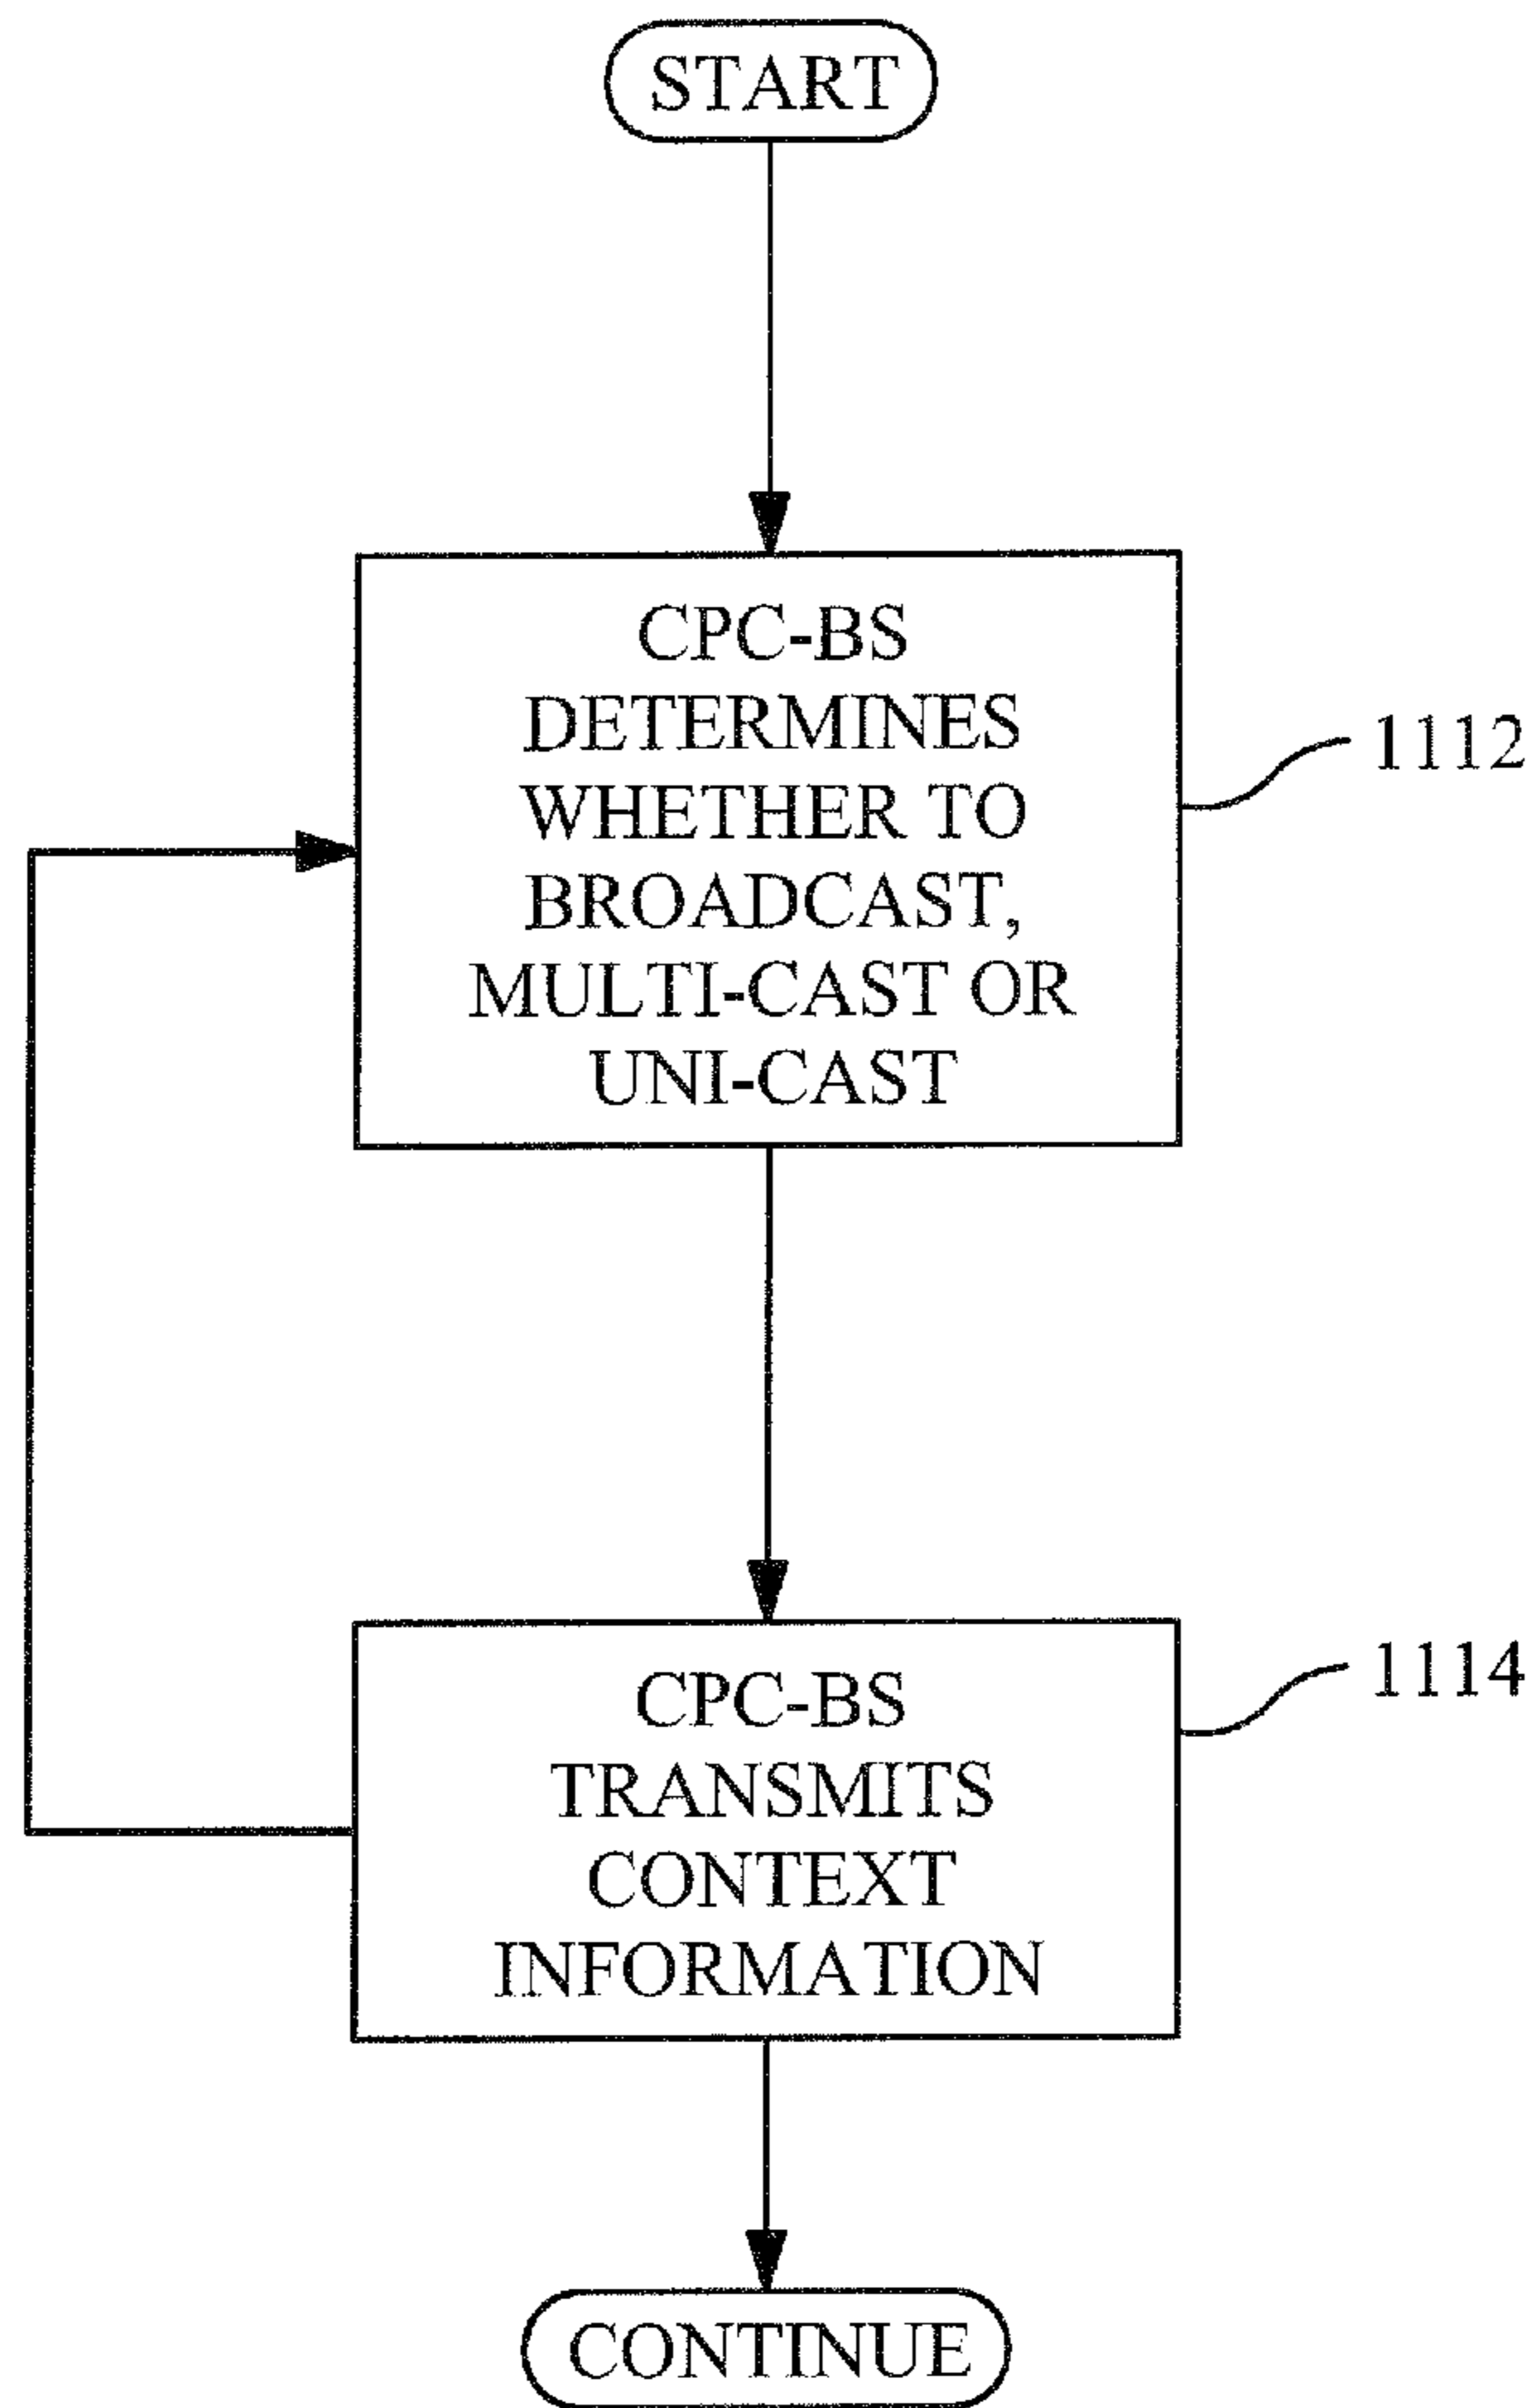 START
CPC-BS
DETERMINES
WHETHER TO
BROADCAST,
MULTI-CAST OR
UNI-CAST
1112
CPC-BS
TRANSMITS
CONTEXT
INFORMATION
1114
CONTINUE